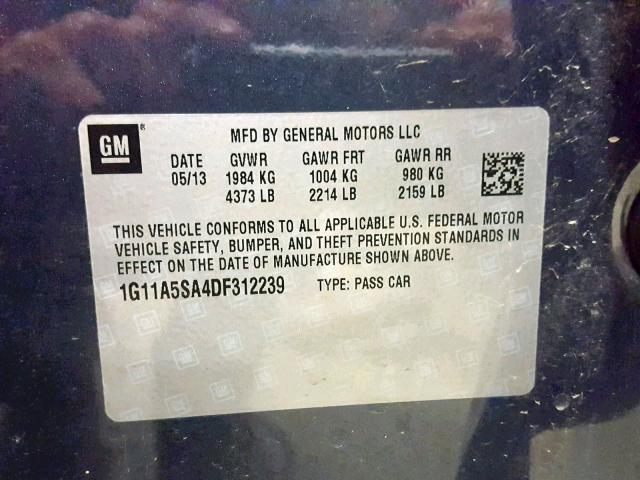 GM ® MFD BY GENERAL MOTORS LLC
DATE GVWR GAWR FRT GAWR RR
05/13 1984 KG 1004 KG 980 KG
4373 LB 2214 LB 2159 LB
THIS VEHICLE CONFORMS TO ALL APPLICABLE U.S. FEDERAL MOTOR
VEHICLE SAFETY, BUMPER, AND THEFT PREVENTION STANDARDS IN
EFFECT ON THE DATE OF MANUFACTURE SHOWN ABOVE.
1G11A5SA4DF312239 TYPE: PASS CAR